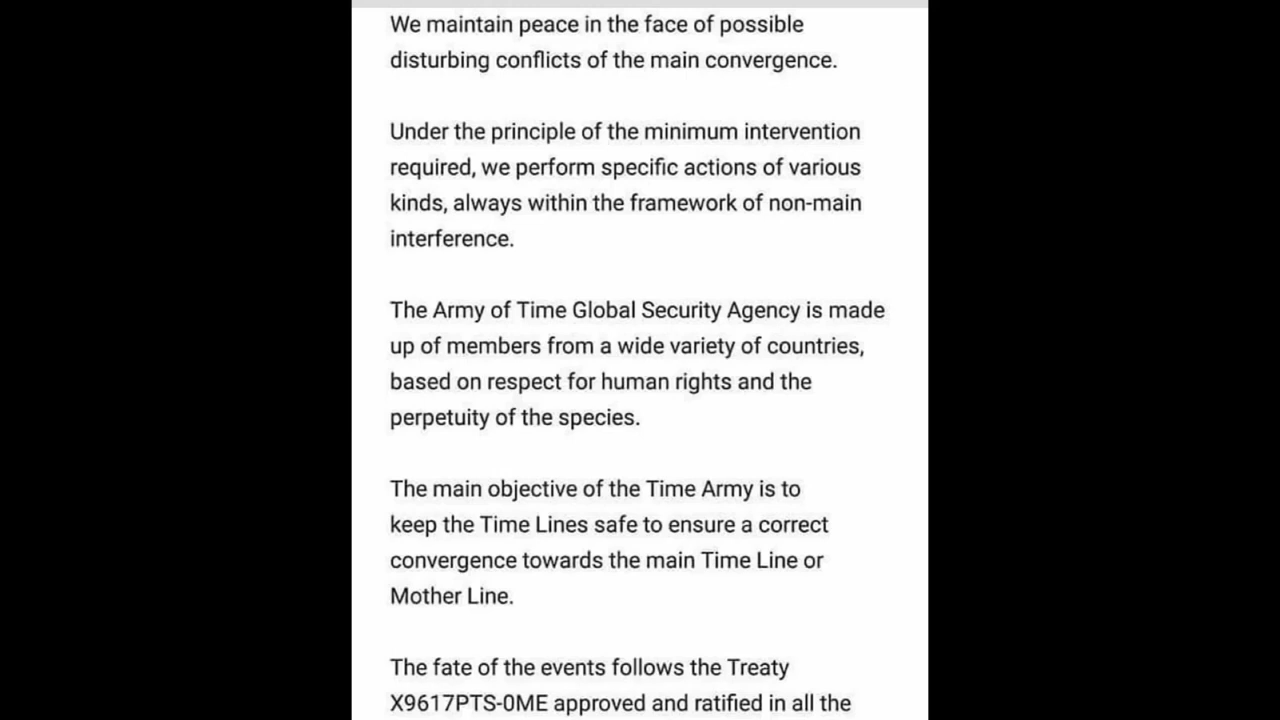 We maintain peace in the face of possible
disturbing conflicts of the main convergence.
Under the principle of the minimum intervention
required, we perform specific actions of various
kinds, always within the framework of non-main
interference.
The Army of Time Global Security Agency is made
up of members from a wide variety of countries,
based on respect for human rights and the
perpetuity of the species.
The main objective of the Time Army is to
keep the Time Lines safe to ensure a correct
convergence towards the main Time Line or
Mother Line.
The fate of the events follows the Treaty
X9617PTS-0ME approved and ratified in all the